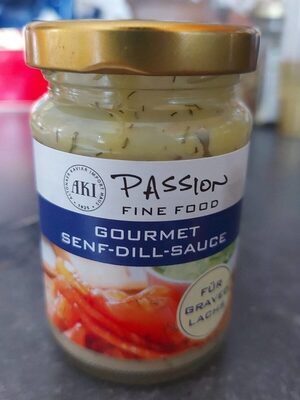 AKI
PASSION
FINE FOOD
GOURMET
SENF-DILL-SAUCE
FÜR
GRAVED
LACHS